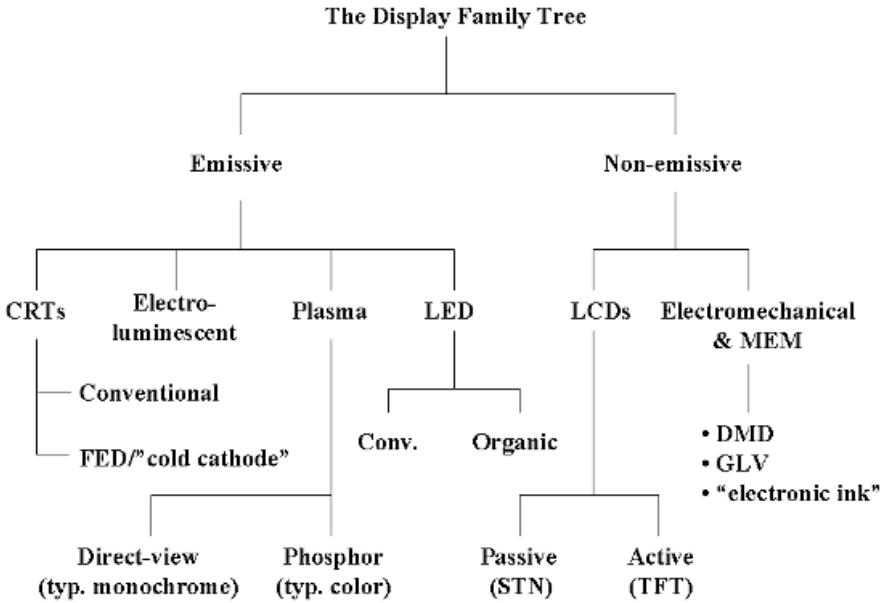 The Display Family Tree
Emissive
Non-emissive
CRTs
Electro-
luminescent
Plasma
LED
LCDs
Electromechanical
& MEM
Conventional
FED/”cold cathode”
Conv.
Organic
• DMD
• GLV
• “electronic ink”
Direct-view
(typ. monochrome)
Phosphor
(typ. color)
Passive
(STN)
Active
(TFT)